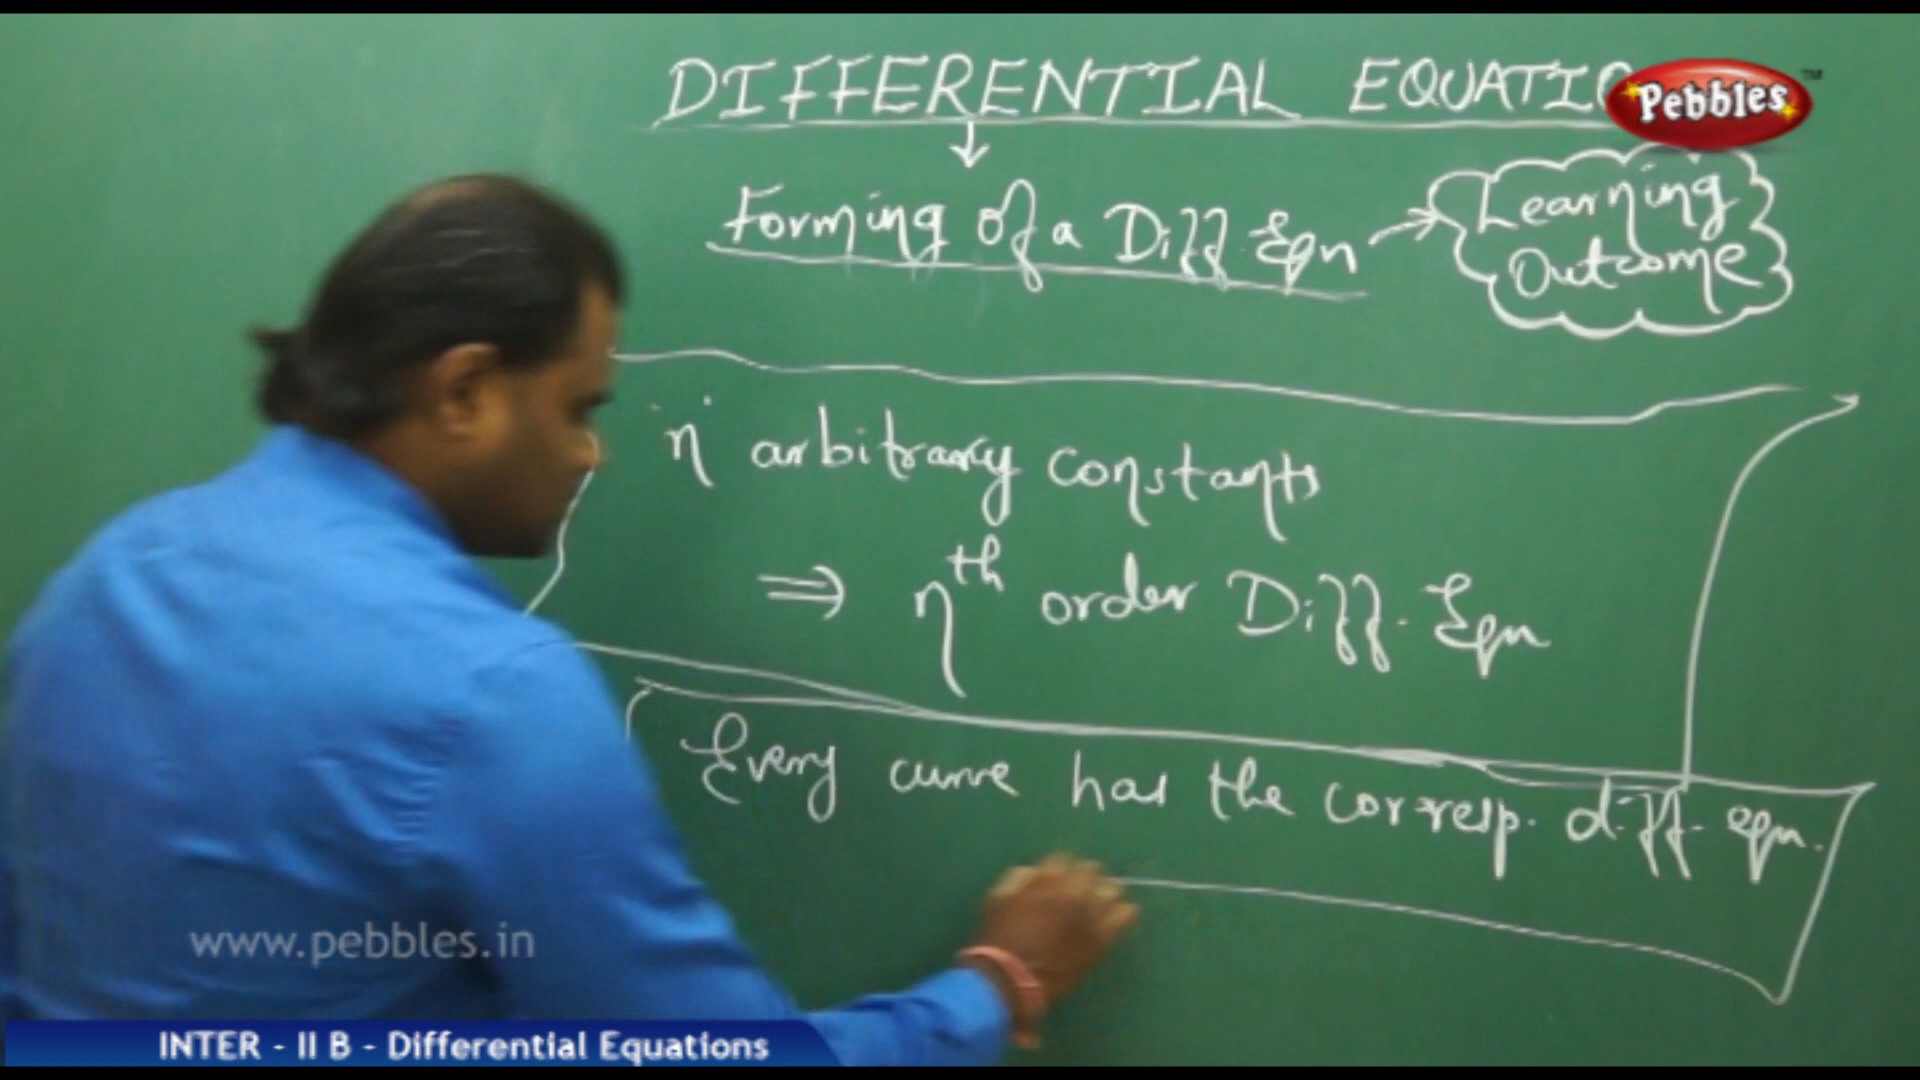 DIFFERENTIAL EQUATIO
Pebbles™
Forming of a Diff. Eqn → Learning
Outcome
'n' arbitrary constants
⇒ nth order Diff. Eqn
Every curve has the corresp. diff. eqn.
www.pebbles.in
INTER - II B - Differential Equations